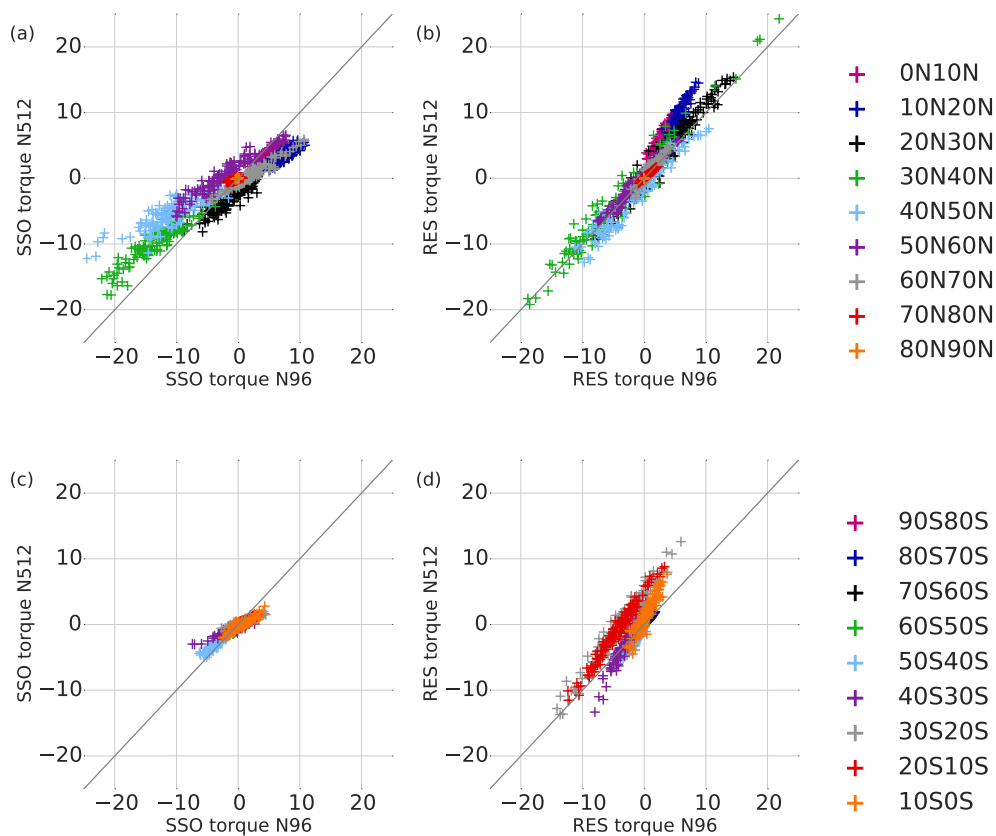 (a)
20
10
0
−10
−20
SSO torque N512
−20 −10 0 10 20
SSO torque N96
(b)
20
10
0
−10
−20
RES torque N512
−20 −10 0 10 20
RES torque N96
0N10N
10N20N
20N30N
30N40N
40N50N
50N60N
60N70N
70N80N
80N90N
(c)
20
10
0
−10
−20
SSO torque N512
−20 −10 0 10 20
SSO torque N96
(d)
20
10
0
−10
−20
RES torque N512
−20 −10 0 10 20
RES torque N96
90S80S
80S70S
70S60S
60S50S
50S40S
40S30S
30S20S
20S10S
10S0S